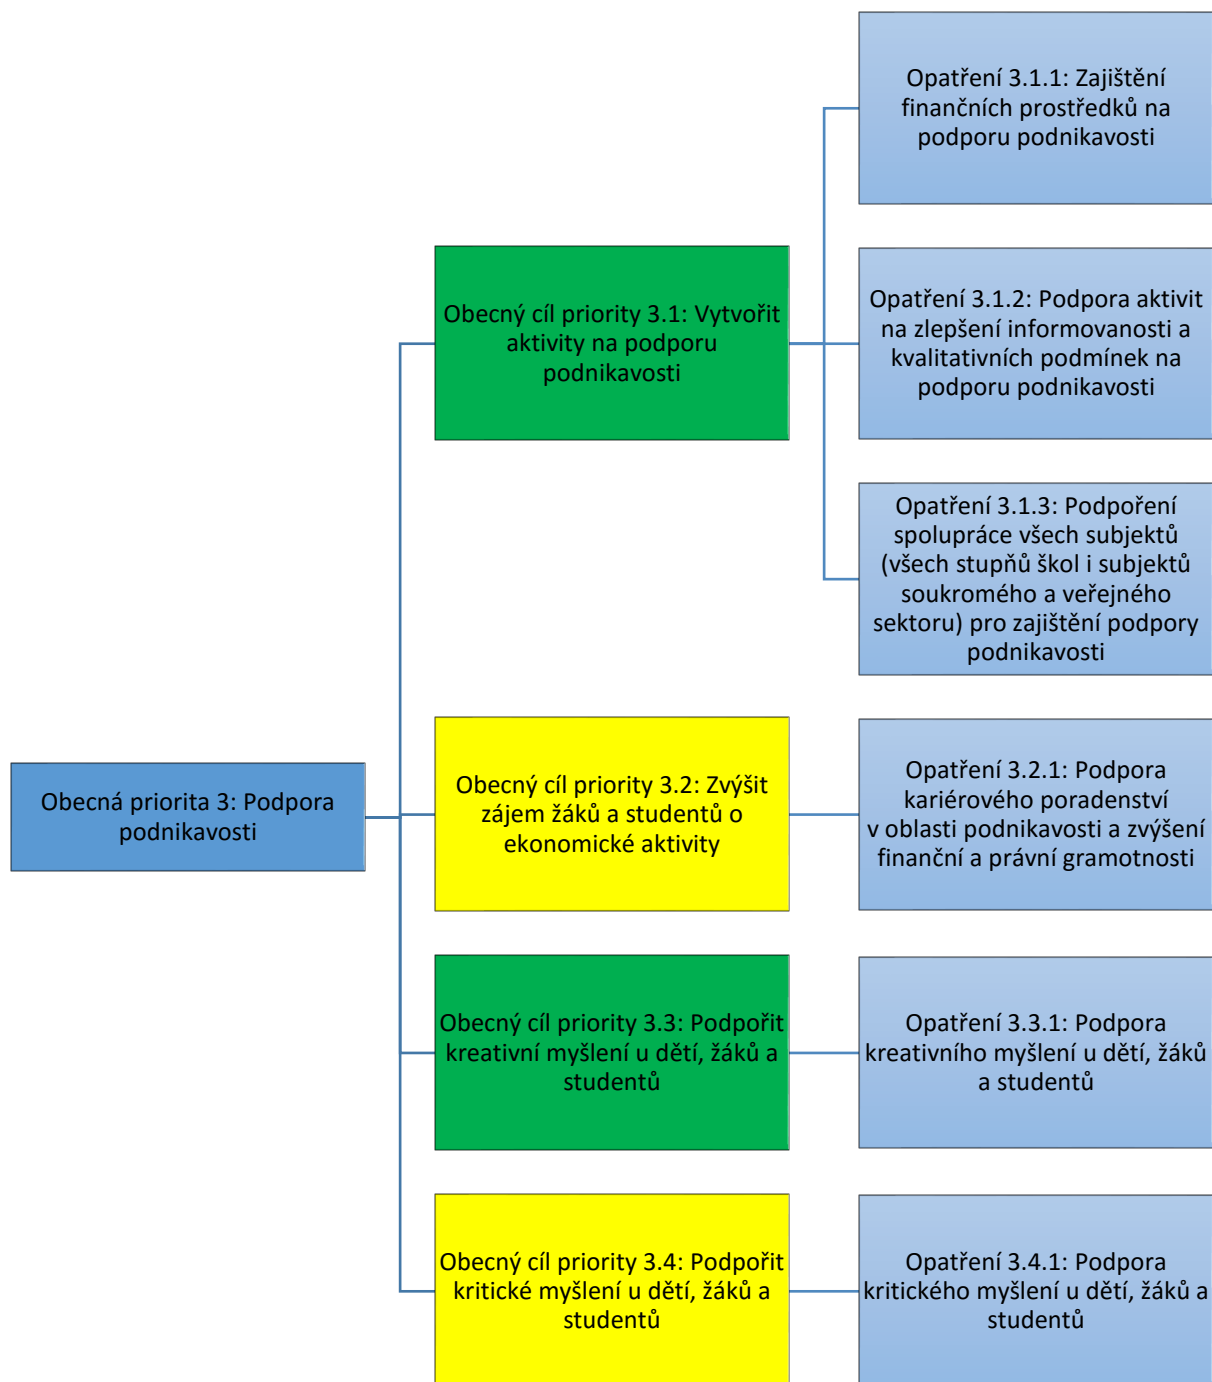 Obecná priorita 3: Podpora
podnikavosti
Obecný cíl priority 3.1: Vytvořit
aktivity na podporu
podnikavosti
Opatření 3.1.1: Zajištění
finančních prostředků na
podporu podnikavosti
Opatření 3.1.2: Podpora aktivit
na zlepšení informovanosti a
kvalitativních podmínek na
podporu podnikavosti
Opatření 3.1.3: Podpoření
spolupráce všech subjektů
(všech stupňů škol i subjektů
soukromého a veřejného
sektoru) pro zajištění podpory
podnikavosti
Obecný cíl priority 3.2: Zvýšit
zájem žáků a studentů o
ekonomické aktivity
Opatření 3.2.1: Podpora
kariérového poradenství
v oblasti podnikavosti a zvýšení
finanční a právní gramotnosti
Obecný cíl priority 3.3: Podpořit
kreativní myšlení u dětí, žáků a
studentů
Opatření 3.3.1: Podpora
kreativního myšlení u dětí, žáků
a studentů
Obecný cíl priority 3.4: Podpořit
kritické myšlení u dětí, žáků a
studentů
Opatření 3.4.1: Podpora
kritického myšlení u dětí, žáků a
studentů